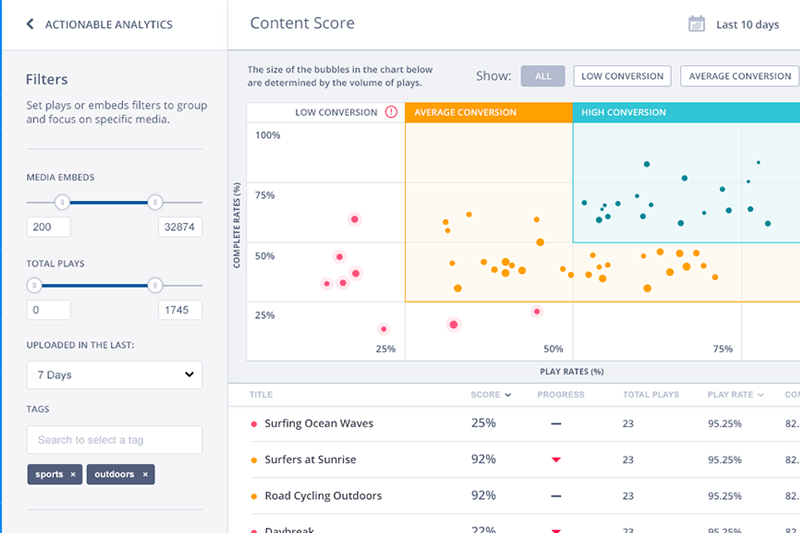 ACTIONABLE ANALYTICS
Content Score
Last 10 days
Filters
Set plays or embeds filters to group
and focus on specific media.
MEDIA EMBEDS
200
32874
TOTAL PLAYS
0
1745
UPLOADED IN THE LAST:
7 Days
TAGS
Search to select a tag
sports ×
outdoors ×
The size of the bubbles in the chart below
are determined by the volume of plays.
Show:
ALL
LOW CONVERSION
AVERAGE CONVERSION
LOW CONVERSION
AVERAGE CONVERSION
HIGH CONVERSION
COMPLETE RATES (%)
100%
75%
50%
25%
25%
50%
75%
PLAY RATES (%)
TITLE SCORE PROGRESS TOTAL PLAYS PLAY RATE COM
Surfing Ocean Waves 25% 23 95.25% 82.
Surfers at Sunrise 92% 23 95.25% 82.
Road Cycling Outdoors 92% 23 95.25% 82.
Daybreak 22% 23 95.25% 82.